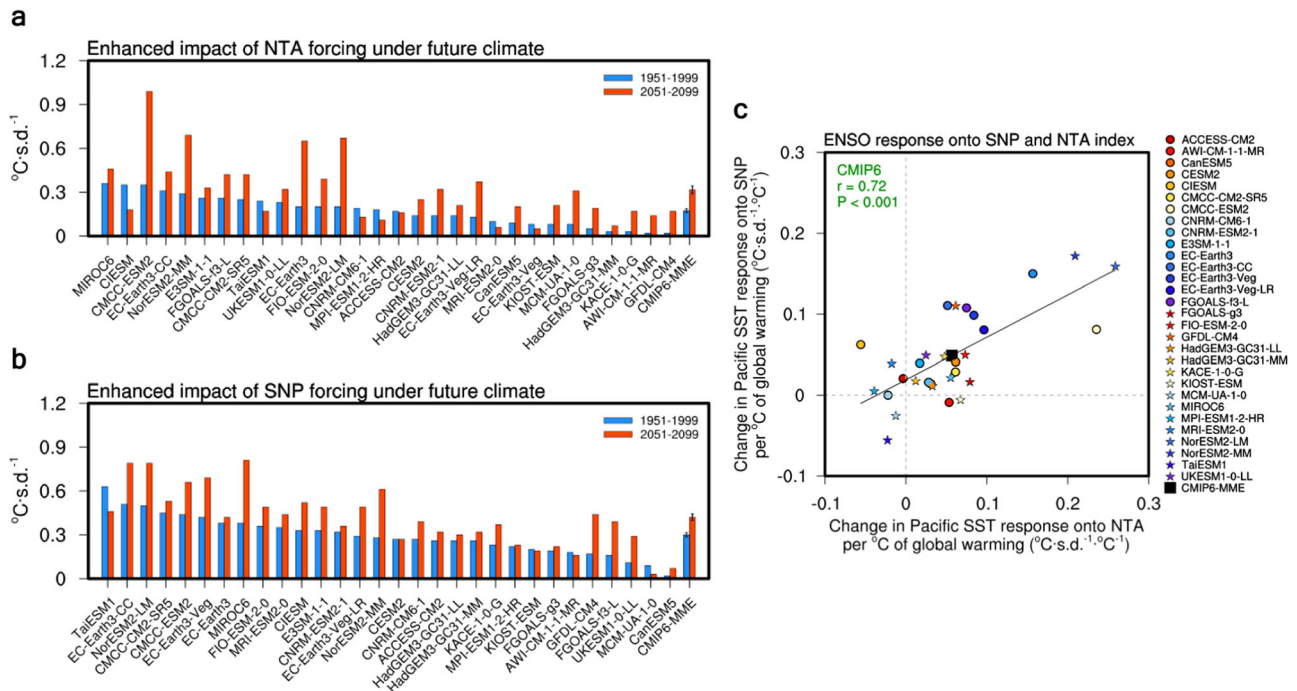 a
Enhanced impact of NTA forcing under future climate
1.2
0.9
0.6
0.3
0
°C·s.d.⁻¹
1951-1999
2051-2099
MIROC6
CIESM
CMCC-ESM2
EC-Earth3-CC
NorESM2-MM
E3SM-1-1
FGOALS-f3-L
CMCC-CM2-SR5
TaiESM1
UKESM1-0-LL
EC-Earth3
FIO-ESM-2-0
NorESM2-LM
CNRM-CM6-1
MPI-ESM1-2-HR
ACCESS-CM2
CESM2
CNRM-ESM2-1
HadGEM3-GC31-LL
EC-Earth3-Veg-LR
MRI-ESM2-0
CanESM5
EC-Earth3-Veg
KIOST-ESM
MCM-UA-1-0
FGOALS-g3
HadGEM3-GC31-MM
KACE-1-0-G
AWI-CM-1-1-MR
GFDL-CM4
CMIP6-MME
b
Enhanced impact of SNP forcing under future climate
1.2
0.9
0.6
0.3
0
°C·s.d.⁻¹
1951-1999
2051-2099
TaiESM1
EC-Earth3-CC
NorESM2-LM
CMCC-CM2-SR5
CMCC-ESM2
EC-Earth3-Veg
EC-Earth3
MIROC6
FIO-ESM-2-0
MRI-ESM2-0
CIESM
E3SM-1-1
CNRM-ESM2-1
EC-Earth3-Veg-LR
NorESM2-MM
CESM2
CNRM-CM6-1
ACCESS-CM2
HadGEM3-GC31-LL
HadGEM3-GC31-MM
KACE-1-0-G
MPI-ESM1-2-HR
KIOST-ESM
FGOALS-g3
AWI-CM-1-1-MR
GFDL-CM4
FGOALS-f3-L
UKESM1-0-LL
MCM-UA-1-0
CanESM5
CMIP6-MME
c
ENSO response onto SNP and NTA index
CMIP6
r = 0.72
P < 0.001
0.3
0.2
0.1
0
-0.1
Change in Pacific SST response onto SNP
per °C of global warming (°C·s.d.⁻¹·°C⁻¹)
-0.1
0
0.1
0.2
0.3
Change in Pacific SST response onto NTA
per °C of global warming (°C·s.d.⁻¹·°C⁻¹)
ACCESS-CM2
AWI-CM-1-1-MR
CanESM5
CESM2
CIESM
CMCC-CM2-SR5
CMCC-ESM2
CNRM-CM6-1
CNRM-ESM2-1
E3SM-1-1
EC-Earth3
EC-Earth3-CC
EC-Earth3-Veg
EC-Earth3-Veg-LR
FGOALS-f3-L
FGOALS-g3
FIO-ESM-2-0
GFDL-CM4
HadGEM3-GC31-LL
HadGEM3-GC31-MM
KACE-1-0-G
KIOST-ESM
MCM-UA-1-0
MIROC6
MPI-ESM1-2-HR
MRI-ESM2-0
NorESM2-LM
NorESM2-MM
TaiESM1
UKESM1-0-LL
CMIP6-MME